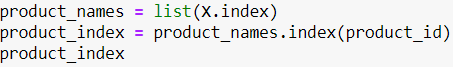 product_names = list(X.index)
product_index = product_names.index(product_id)
product_index